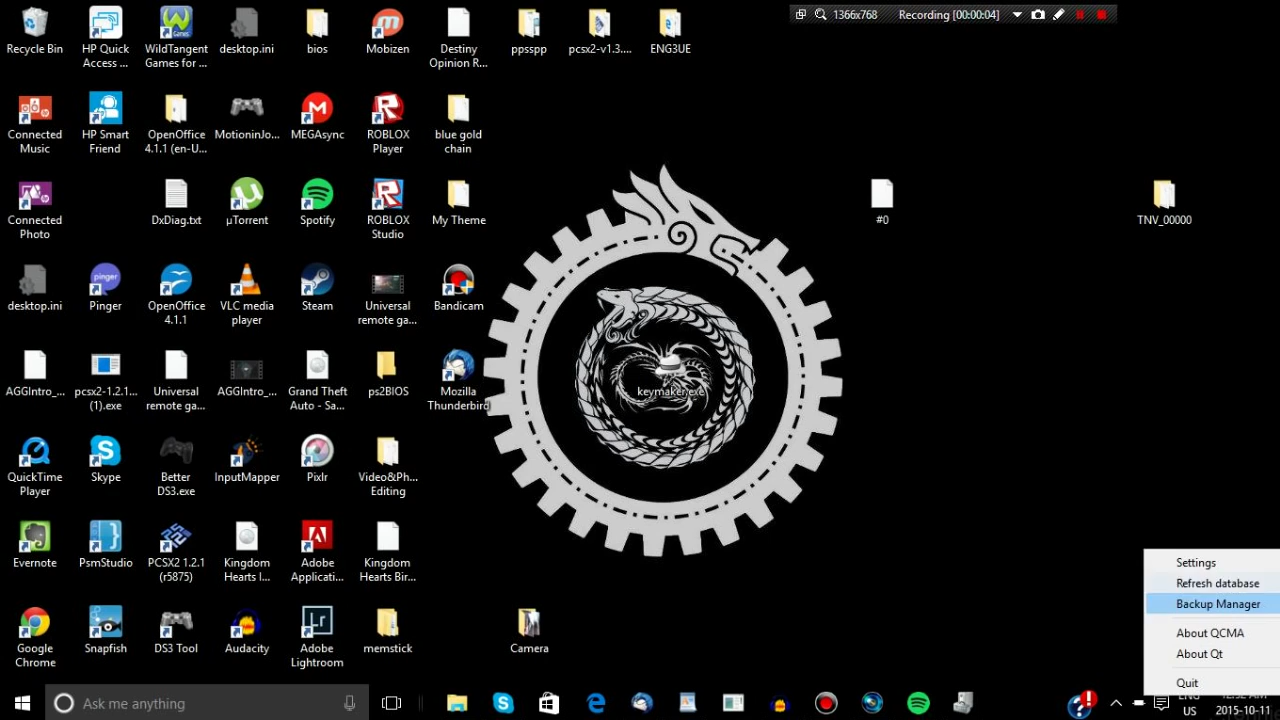 1366x768
Recording [00:00:04]
Recycle Bin
HP Quick
Access ...
WildTangent
Games for ...
desktop.ini
bios
Mobizen
Destiny
Opinion R...
ppsspp
pcsx2-v1.3....
ENG3UE
Connected
Music
HP Smart
Friend
OpenOffice
4.1.1 (en-U...
MotioninJo...
MEGAsync
ROBLOX
Player
blue gold
chain
Connected
Photo
DxDiag.txt
µTorrent
Spotify
ROBLOX
Studio
My Theme
#0
TNV_00000
desktop.ini
Pinger
OpenOffice
4.1.1
VLC media
player
Steam
Universal
remote ga...
Bandicam
AGGIntro_...
pcsx2-1.2.1...
(1).exe
Universal
remote ga...
AGGIntro_...
Grand Theft
Auto - Sa...
ps2BIOS
Mozilla
Thunderbird
keymaker.exe
QuickTime
Player
Skype
Better
DS3.exe
InputMapper
Pixlr
Video&Ph...
Editing
Evernote
PsmStudio
PCSX2 1.2.1
(r5875)
Kingdom
Hearts I...
Adobe
Applicati...
Kingdom
Hearts Bir...
Google
Chrome
Snapfish
DS3 Tool
Audacity
Adobe
Lightroom
memstick
Camera
Settings
Refresh database
Backup Manager
About QCMA
About Qt
Quit
Ask me anything
ENG
US
12:52 AM
2015-10-11